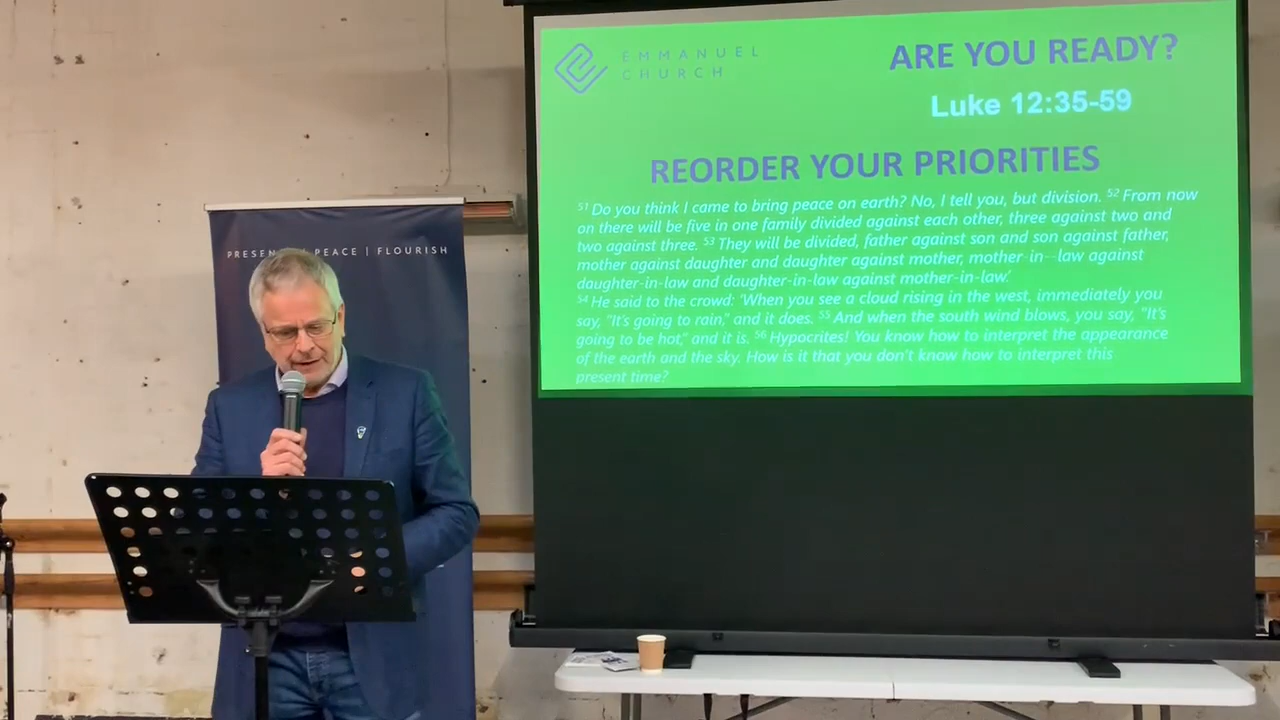 EMMANUEL
CHURCH
ARE YOU READY?
Luke 12:35-59
REORDER YOUR PRIORITIES
⁵¹ Do you think I came to bring peace on earth? No, I tell you, but division. ⁵² From now
on there will be five in one family divided against each other, three against two and
two against three. ⁵³ They will be divided, father against son and son against father,
mother against daughter and daughter against mother, mother-in--law against
daughter-in-law and daughter-in-law against mother-in-law.'
⁵⁴ He said to the crowd: 'When you see a cloud rising in the west, immediately you
say, "It's going to rain," and it does. ⁵⁵ And when the south wind blows, you say, "It's
going to be hot," and it is. ⁵⁶ Hypocrites! You know how to interpret the appearance
of the earth and the sky. How is it that you don't know how to interpret this
present time?
PEACE | FLOURISH